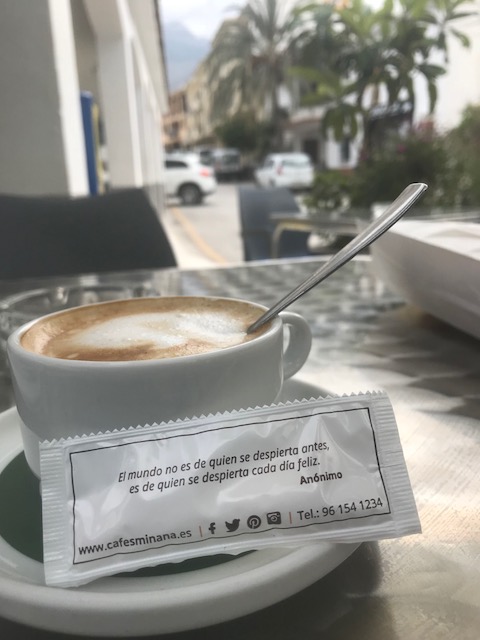 El mundo no es de quien se despierta antes,
es de quien se despierta cada día feliz.
Anónimo
www.cafesminana.es | | Tel.: 96 154 1234